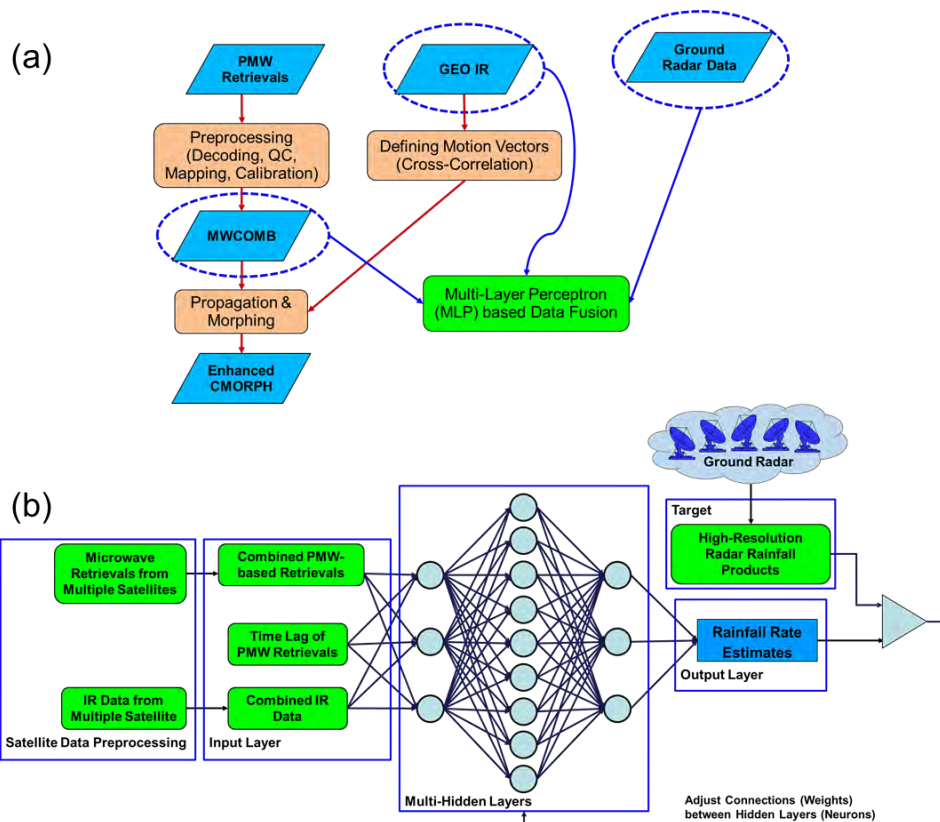 (a)
PMW
Retrievals
GEO IR
Ground
Radar Data
Preprocessing
(Decoding, QC,
Mapping, Calibration)
Defining Motion Vectors
(Cross-Correlation)
MWCOMB
Propagation &
Morphing
Multi-Layer Perceptron
(MLP) based Data Fusion
Enhanced
CMORPH
(b)
Ground Radar
Target
High-Resolution
Radar Rainfall
Products
Microwave
Retrievals from
Multiple Satellites
Combined PMW-
based Retrievals
Time Lag of
PMW Retrievals
Rainfall Rate
Estimates
Output Layer
IR Data from
Multiple Satellite
Combined IR
Data
Satellite Data Preprocessing
Input Layer
Multi-Hidden Layers
Adjust Connections (Weights)
between Hidden Layers (Neurons)